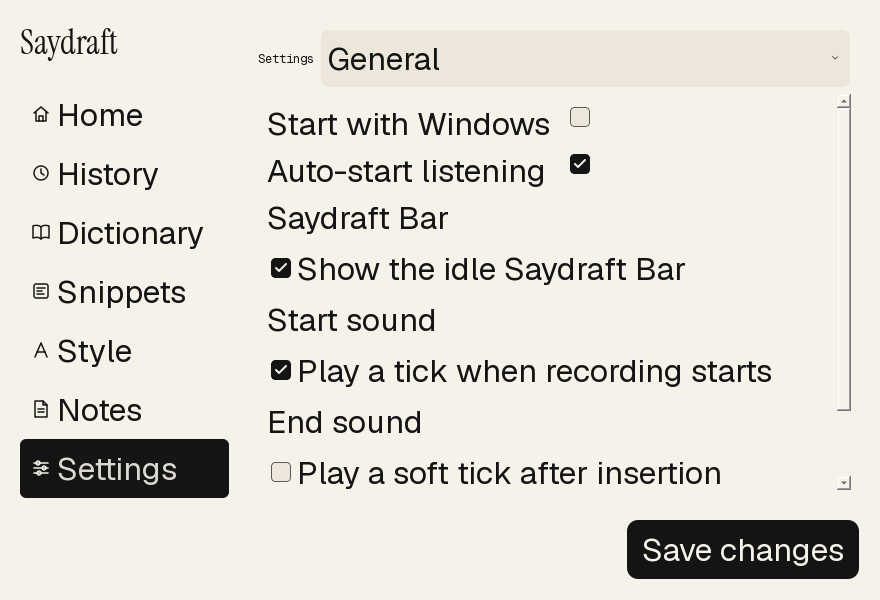 Saydraft
Home
History
Dictionary
Snippets
Style
Notes
Settings
Settings
General
Start with Windows
Auto-start listening
Saydraft Bar
Show the idle Saydraft Bar
Start sound
Play a tick when recording starts
End sound
Play a soft tick after insertion
Save changes